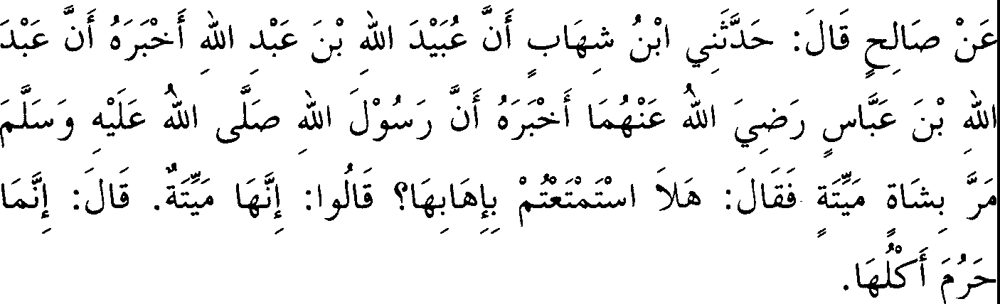 عَنْ صَالِحٍ قَالَ: حَدَّثَنِي ابْنُ شِهَابٍ أَنَّ عُبَيْدَ اللهِ بْنَ عَبْدِ اللهِ أَخْبَرَهُ أَنَّ عَبْدَ
اللهِ بْنَ عَبَّاسٍ رَضِيَ اللهُ عَنْهُمَا أَخْبَرَهُ أَنَّ رَسُوْلَ اللهِ صَلَّى اللهُ عَلَيْهِ وَسَلَّمَ
مَرَّ بِشَاةٍ مَيِّتَةٍ فَقَالَ: هَلاَ اسْتَمْتَعْتُمْ بِإِهَابِهَا؟ قَالُوا: إِنَّهَا مَيِّتَةٌ. قَالَ: إِنَّمَا
حَرُمَ أَكْلُهَا.